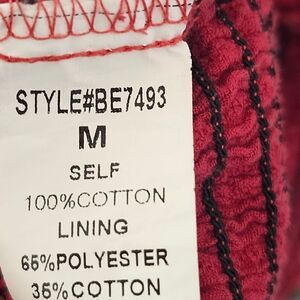 STYLE#BE7493
M
SELF
100%COTTON
LINING
65%POLYESTER
35%COTTON